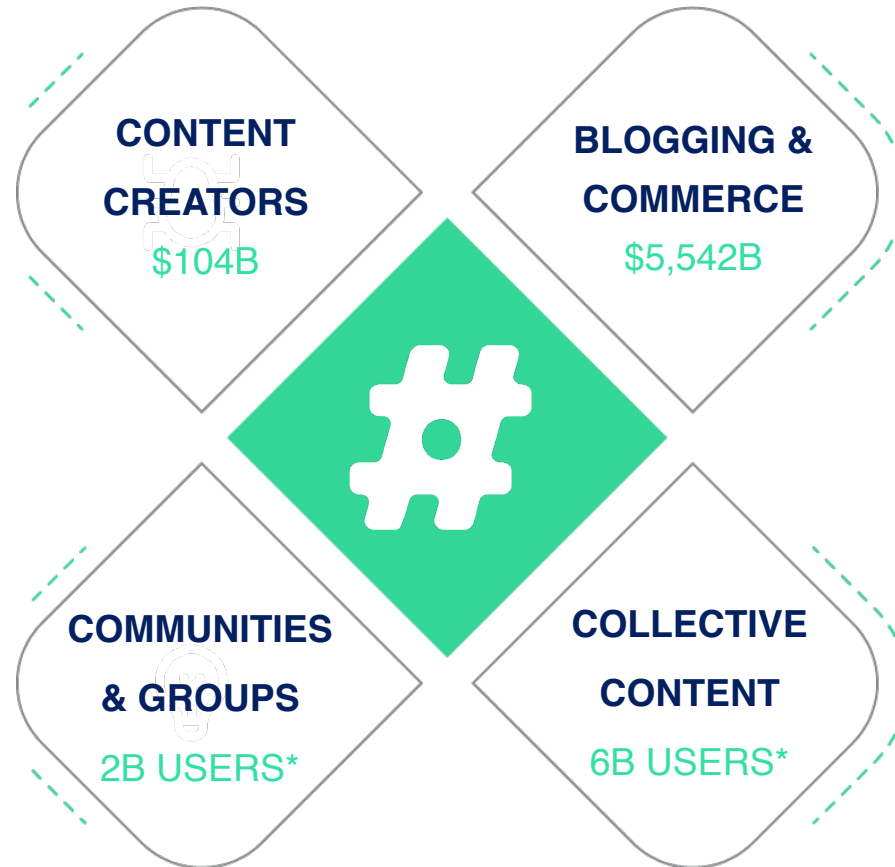 CONTENT
CREATORS
$104B
BLOGGING &
COMMERCE
$5,542B
#
COMMUNITIES
& GROUPS
2B USERS*
COLLECTIVE
CONTENT
6B USERS*